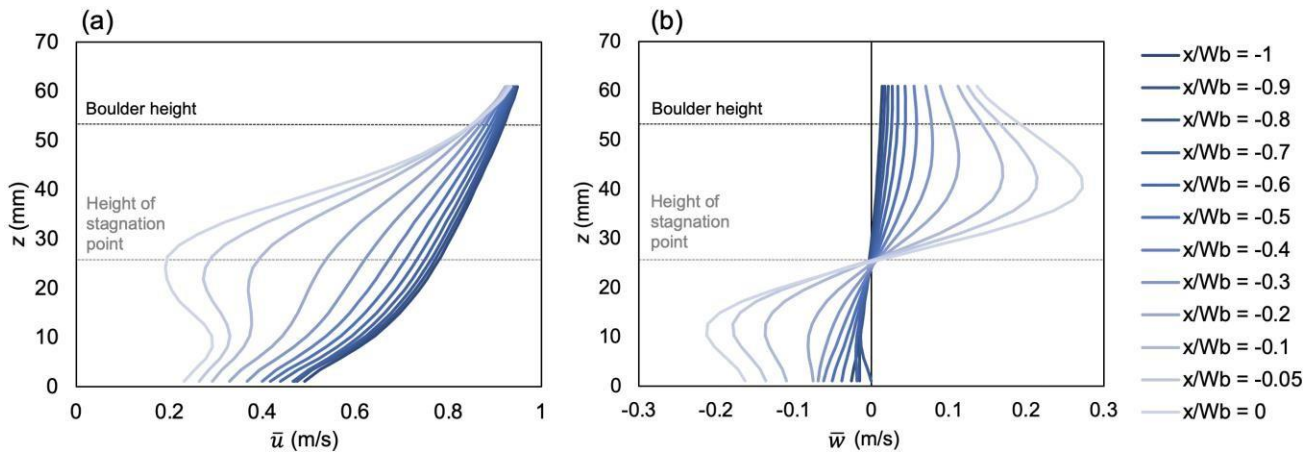 (a)
70
60
50
40
30
20
10
0
z (mm)
Boulder height
Height of
stagnation
point
0
0.2
0.4
0.6
0.8
1
u̅ (m/s)
(b)
70
60
50
40
30
20
10
0
z (mm)
Boulder height
Height of
stagnation
point
-0.3
-0.2
-0.1
0
0.1
0.2
0.3
w̅ (m/s)
x/Wb = -1
x/Wb = -0.9
x/Wb = -0.8
x/Wb = -0.7
x/Wb = -0.6
x/Wb = -0.5
x/Wb = -0.4
x/Wb = -0.3
x/Wb = -0.2
x/Wb = -0.1
x/Wb = -0.05
x/Wb = 0